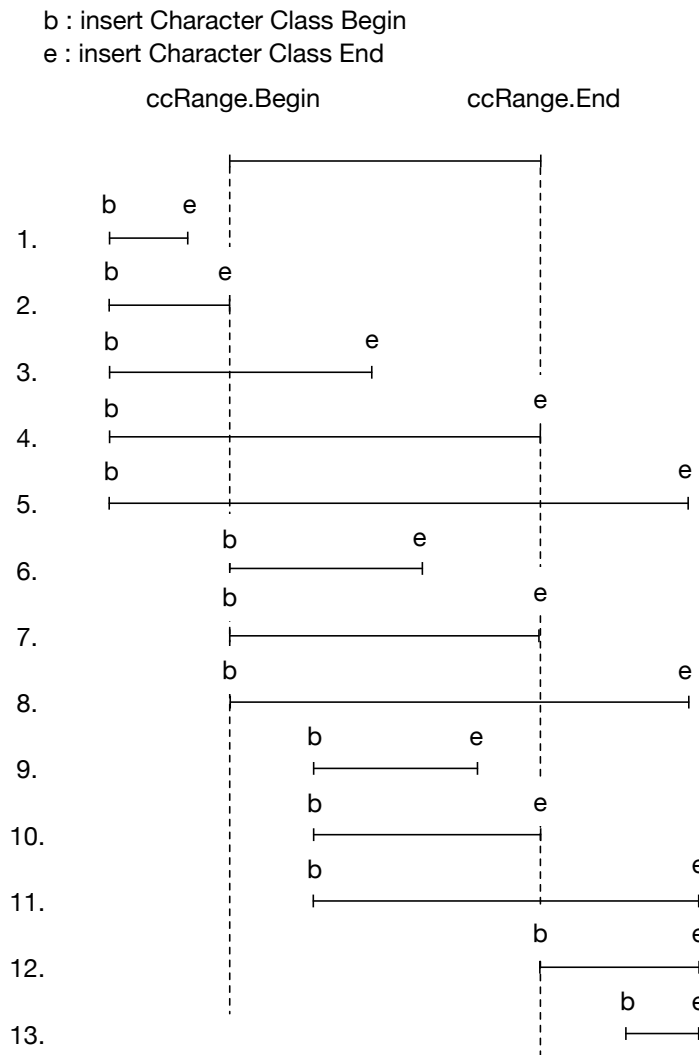 b : insert Character Class Begin
e : insert Character Class End
ccRange.Begin ccRange.End
b e
1.
b e
2.
b e
3.
b e
4.
b e
5.
b e
6.
b e
7.
b e
8.
b e
9.
b e
10.
b e
11.
b e
12.
b e
13.